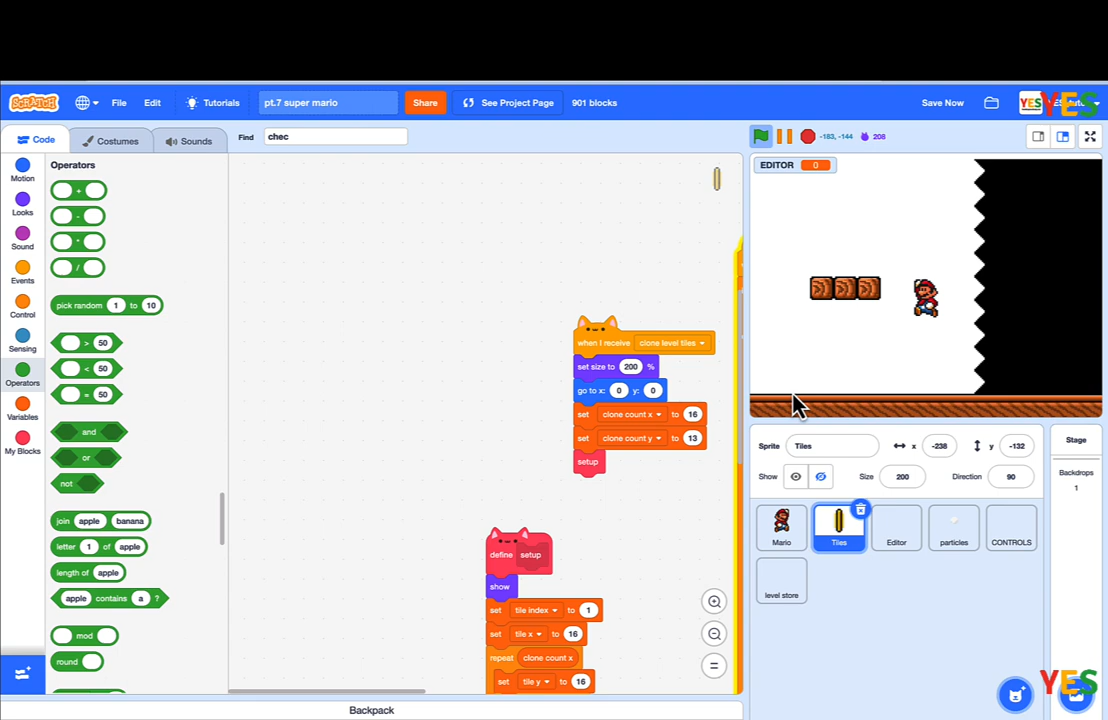 SCRATCH File Edit Tutorials pt.7 super mario Share See Project Page 901 blocks Save Now YES
Code Costumes Sounds Find chec -183, -144 208
Motion
Looks
Sound
Events
Control
Sensing
Operators
Variables
My Blocks
Operators
+
-
*
/
pick random 1 to 10
> 50
< 50
= 50
and
or
not
join apple banana
letter 1 of apple
length of apple
apple contains a ?
mod
round
when I receive clone level tiles
set size to 200 %
go to x: 0 y: 0
set clone count x to 16
set clone count y to 13
setup
define setup
show
set tile index to 1
set tile x to 16
repeat clone count x
set tile y to 16
EDITOR 0
Sprite Tiles x -238 y -132
Show Size 200 Direction 90
Mario Tiles Editor particles CONTROLS
level store
Stage
Backdrops
1
Backpack
YES